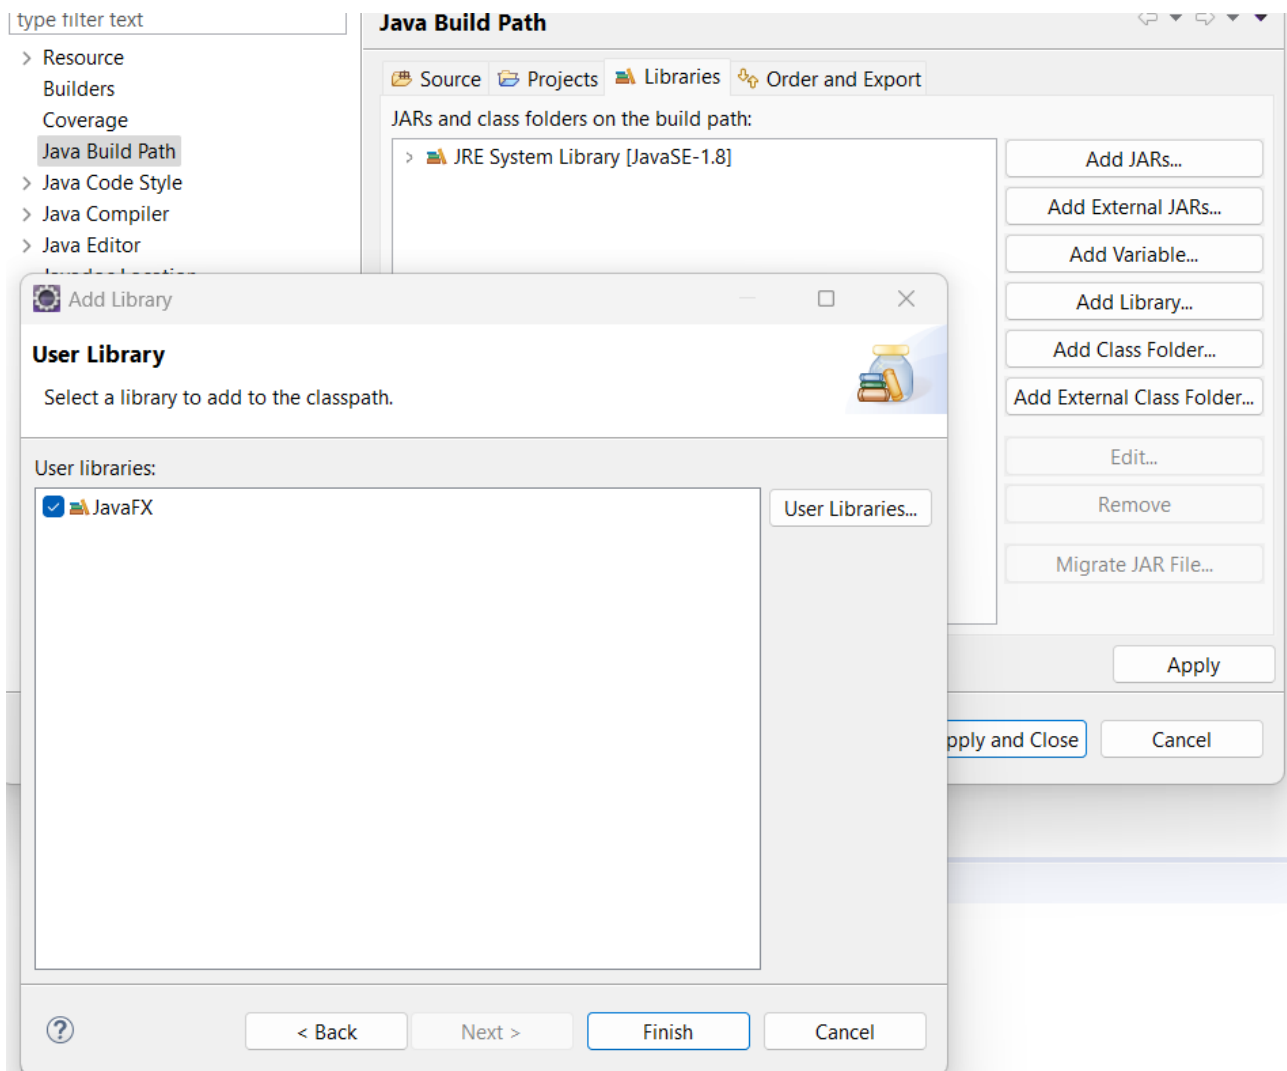 type filter text
Java Build Path
Resource
Builders
Coverage
Java Build Path
Java Code Style
Java Compiler
Java Editor
Source
Projects
Libraries
Order and Export
JARs and class folders on the build path:
JRE System Library [JavaSE-1.8]
Add JARs...
Add External JARs...
Add Variable...
Add Library...
Add Class Folder...
Add External Class Folder...
Edit...
Remove
Migrate JAR File...
Apply
pply and Close
Cancel
Add Library
User Library
Select a library to add to the classpath.
User libraries:
JavaFX
User Libraries...
< Back
Next >
Finish
Cancel